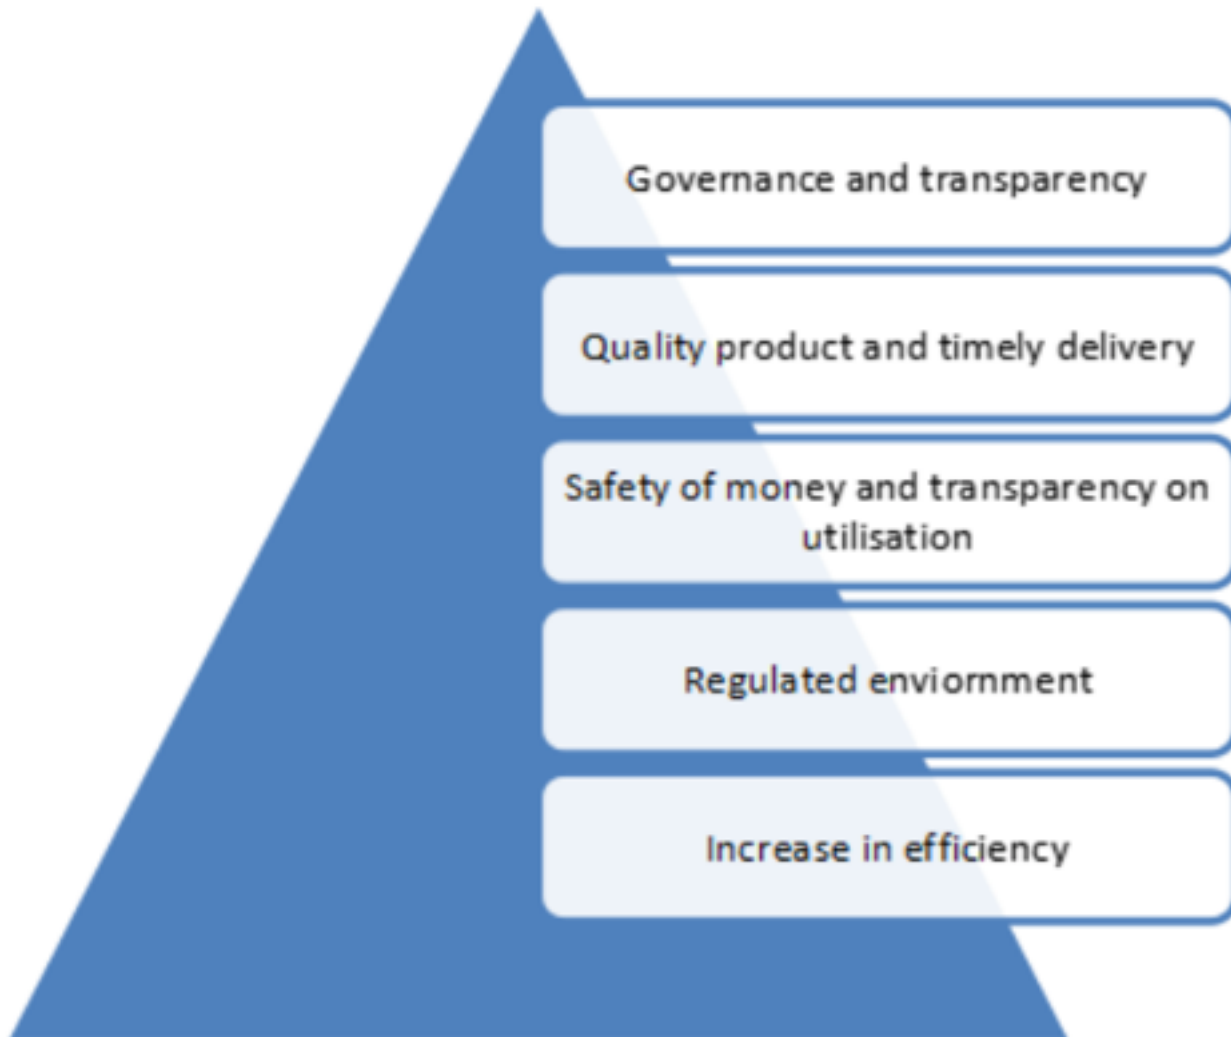 Governance and transparency
Quality product and timely delivery
Safety of money and transparency on
utilisation
Regulated enviornment
Increase in efficiency